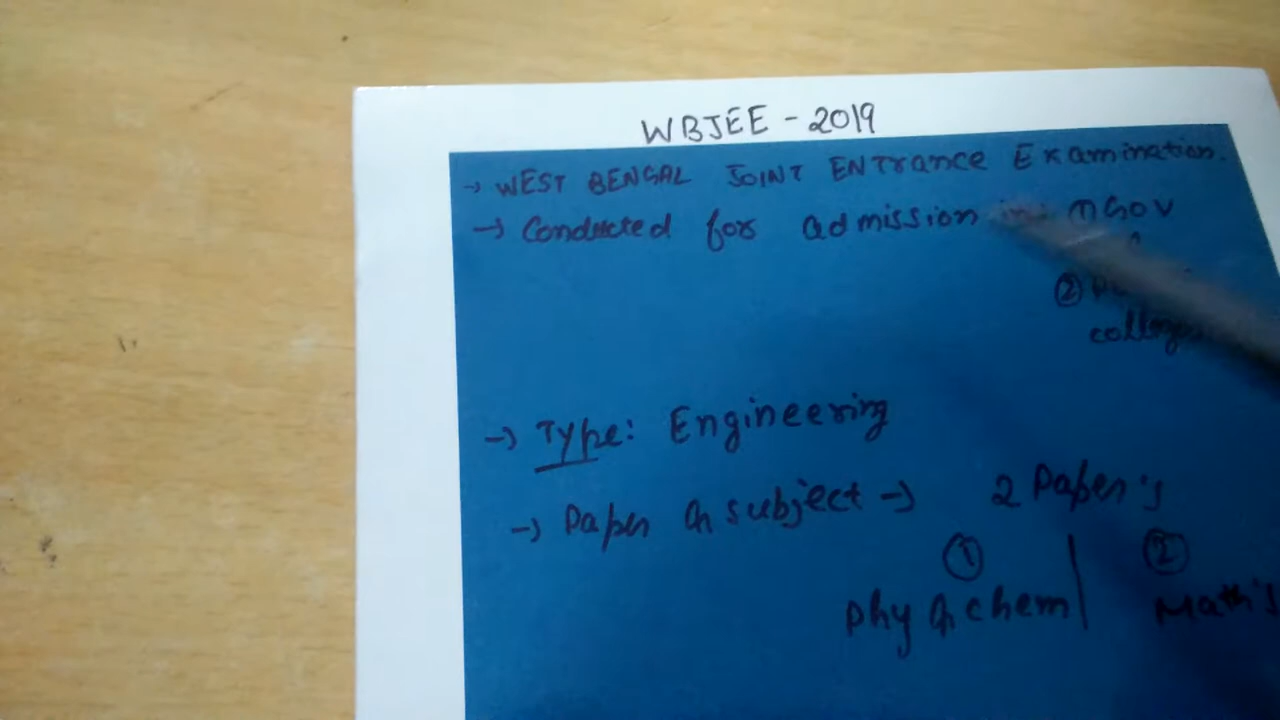 WBJEE - 2019
→ WEST BENGAL JOINT ENTrance Examination.
→ Conducted for admission in: ① Gov
②
college
→ Type: Engineering
→ Paper & subject → 2 Paper's
① | ②
Phy & chem | Math's